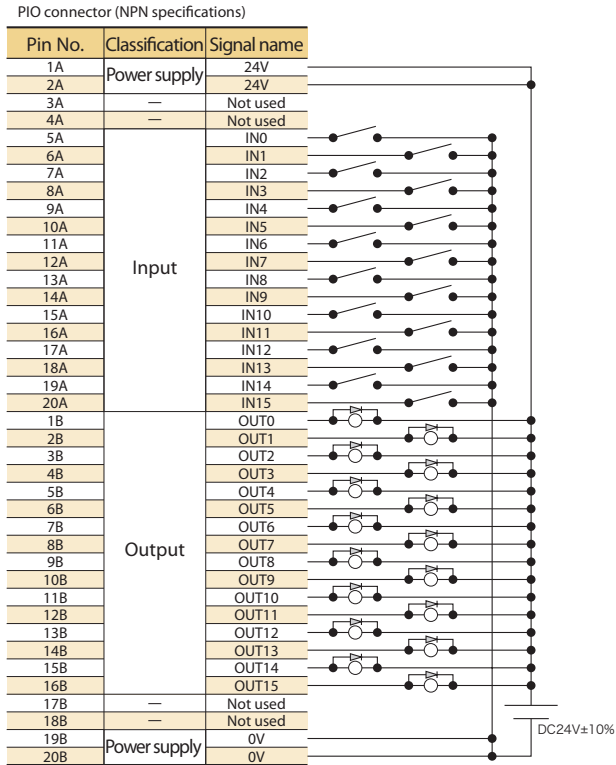 PIO connector (NPN specifications)
Pin No. Classification Signal name
1A Power supply 24V
2A 24V
3A — Not used
4A — Not used
5A Input IN0
6A IN1
7A IN2
8A IN3
9A IN4
10A IN5
11A IN6
12A IN7
13A IN8
14A IN9
15A IN10
16A IN11
17A IN12
18A IN13
19A IN14
20A IN15
1B Output OUT0
2B OUT1
3B OUT2
4B OUT3
5B OUT4
6B OUT5
7B OUT6
8B OUT7
9B OUT8
10B OUT9
11B OUT10
12B OUT11
13B OUT12
14B OUT13
15B OUT14
16B OUT15
17B — Not used
18B — Not used
19B Power supply 0V
20B 0V
DC24V±10%